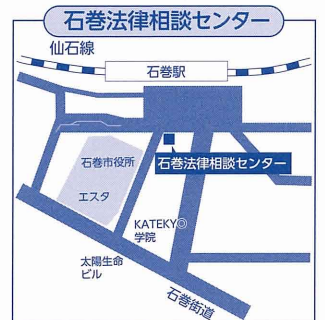 石巻法律相談センター
仙石線
石巻駅
石巻市役所
石巻法律相談センター
エスタ
KATEKYO
学院
太陽生命
ビル
石巻街道